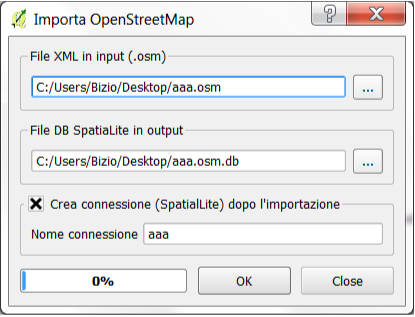 Importa OpenStreetMap
?
X
File XML in input (.osm)
C:/Users/Bizio/Desktop/aaa.osm
...
File DB SpatiaLite in output
C:/Users/Bizio/Desktop/aaa.osm.db
...
Crea connessione (SpatialLite) dopo l'importazione
Nome connessione aaa
0% OK Close